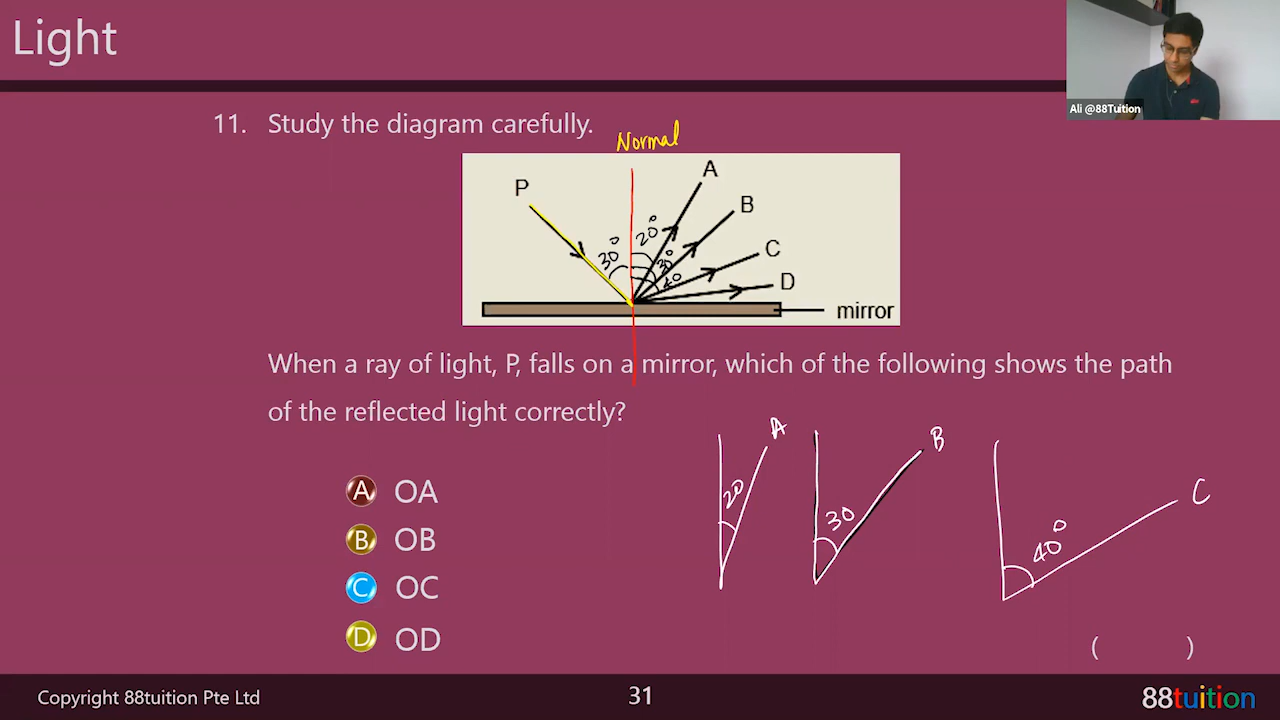 Light
Ali @88Tuition
11. Study the diagram carefully.
Normal
P
A
B
C
D
30°
20°
30°
40
mirror
When a ray of light, P, falls on a mirror, which of the following shows the path
of the reflected light correctly?
A OA
B OB
C OC
D OD
A
20
B
30
C
40°
( )
Copyright 88tuition Pte Ltd
31
88tuition